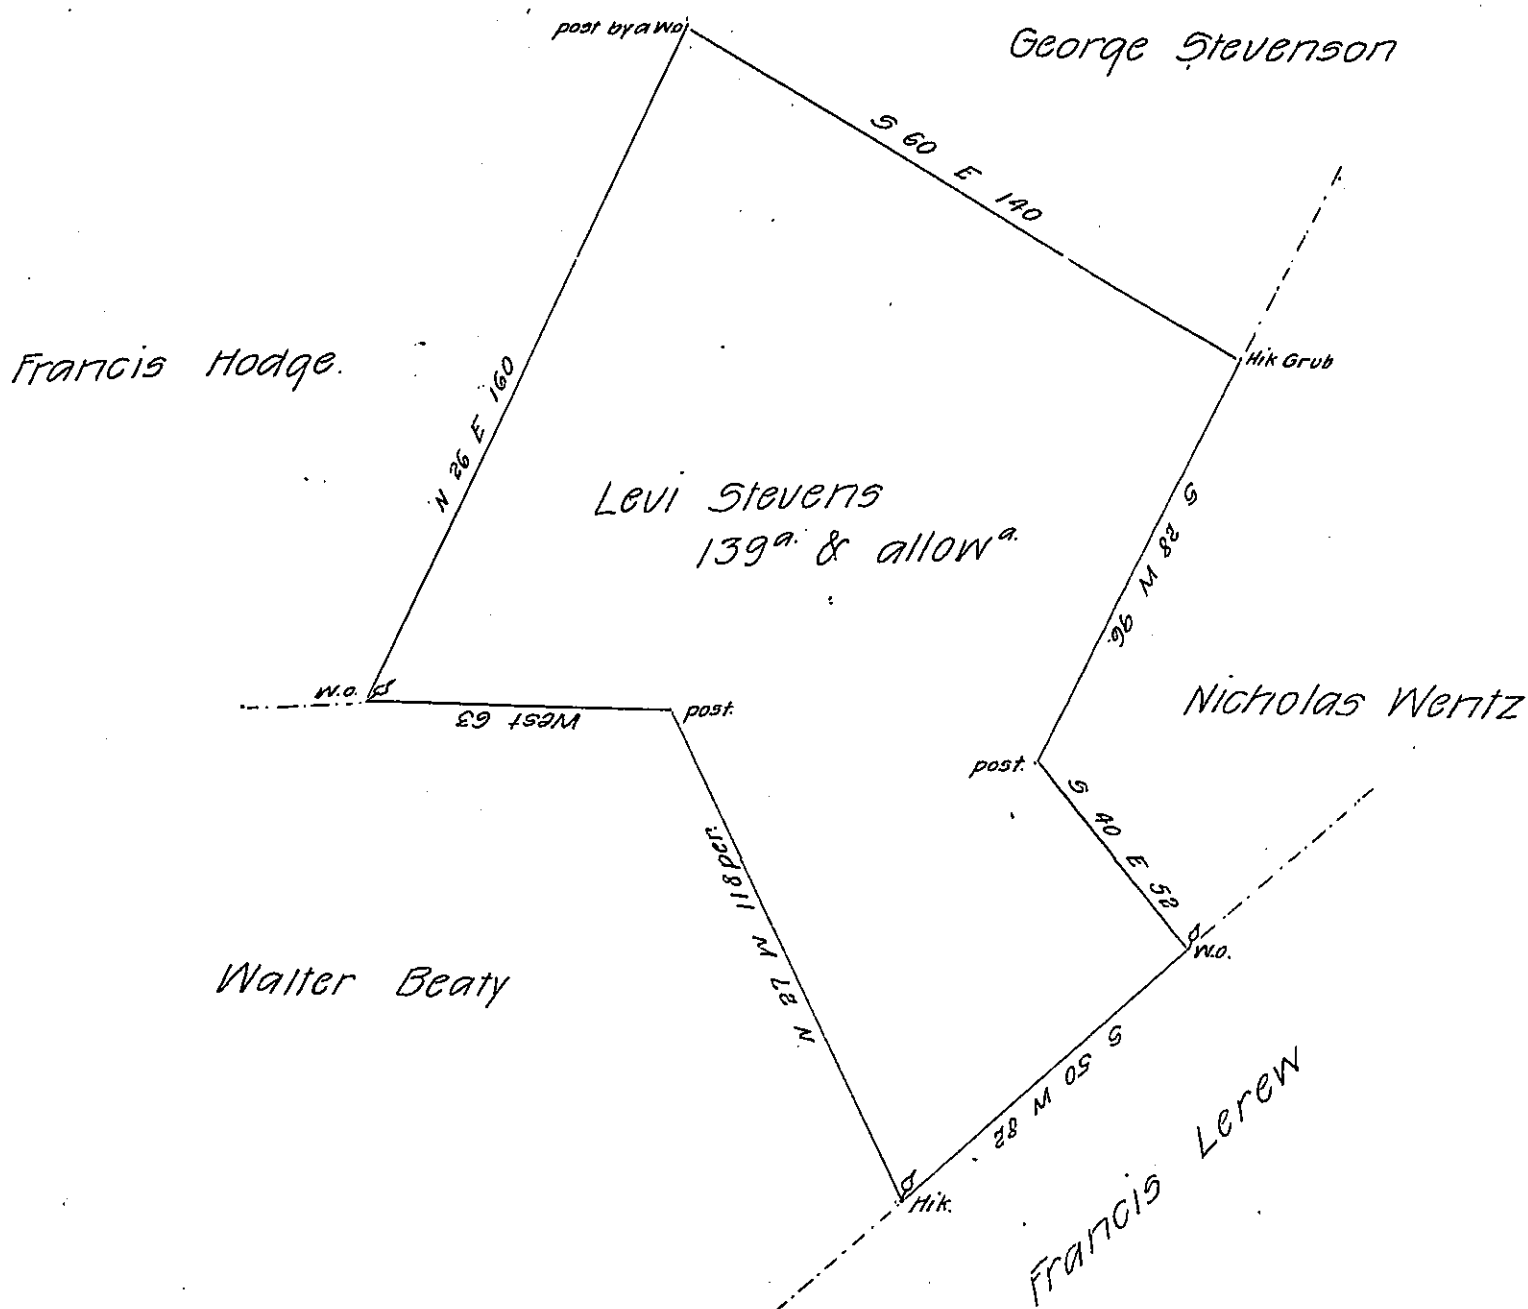 post by a W.o.
George Stevenson
S 60 E 140
Hik Grub
Francis Hodge.
N 26 E 160
Levi Stevens
139a. & allowa.
S 28 W 96.
W.o.
West 63
post.
Nicholas Wentz
post.
S 40 E 52
N 27 W 118 per.
W.o.
Walter Beaty
S 50 W 82
Hik.
Francis Lerew